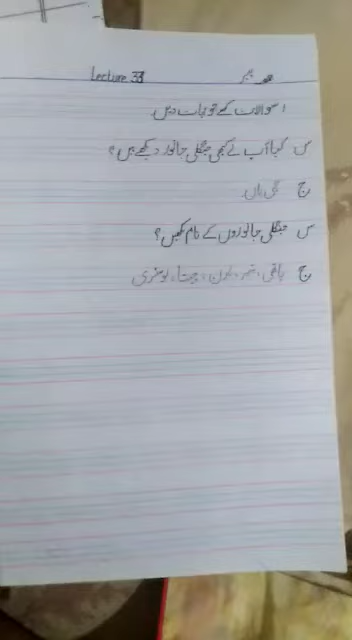 Lecture 33 نمبر
سوالات کے جوابات دیں
س کیا آپ نے کبھی جنگلی جانور دیکھے ہیں؟
ج جی ہاں
س جنگلی جانوروں کے نام لکھیں؟
ج ہاتھی، شیر، ہرن، چیتا، لومڑی